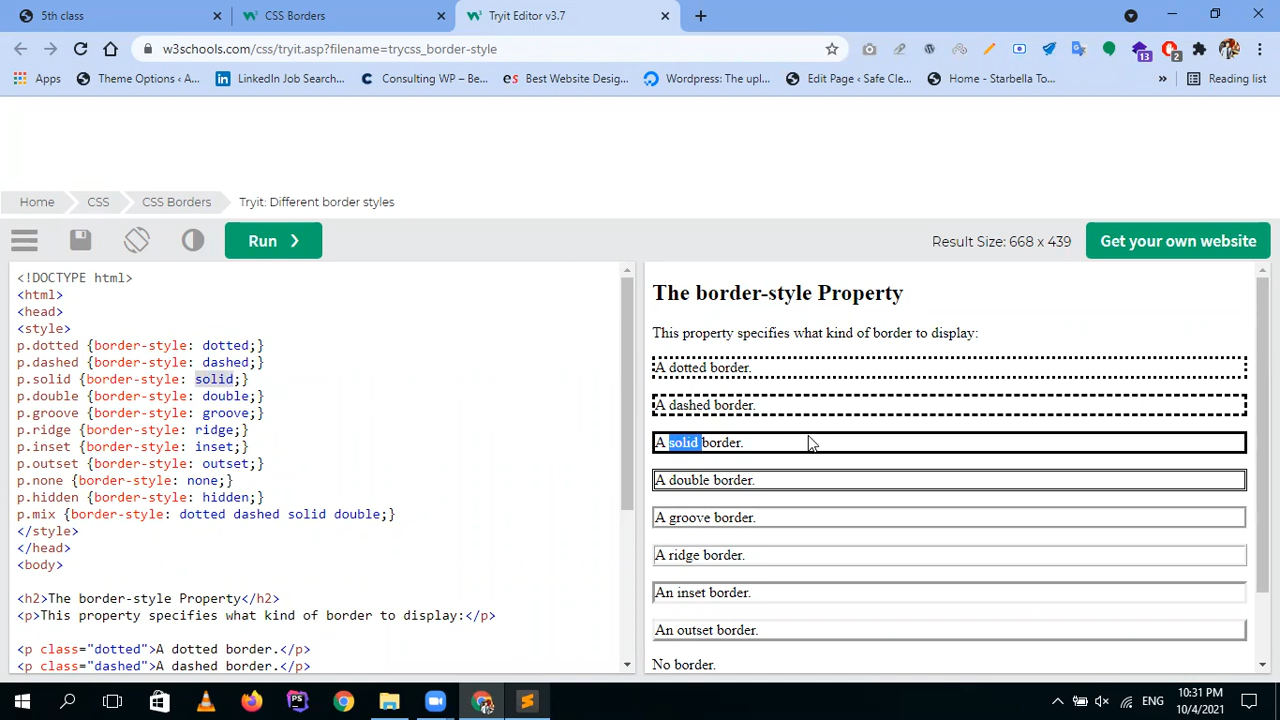 5th class
CSS Borders
Tryit Editor v3.7
w3schools.com/css/tryit.asp?filename=trycss_border-style
13
2
Apps
Theme Options ‹ A...
LinkedIn Job Search...
Consulting WP – Be...
es Best Website Desig...
Wordpress: The upl...
Edit Page ‹ Safe Cle...
Home - Starbella To...
»
Reading list
Home
CSS
CSS Borders
Tryit: Different border styles
Run ❯
Result Size: 668 x 439
Get your own website
<!DOCTYPE html>
<html>
<head>
<style>
p.dotted {border-style: dotted;}
p.dashed {border-style: dashed;}
p.solid {border-style: solid;}
p.double {border-style: double;}
p.groove {border-style: groove;}
p.ridge {border-style: ridge;}
p.inset {border-style: inset;}
p.outset {border-style: outset;}
p.none {border-style: none;}
p.hidden {border-style: hidden;}
p.mix {border-style: dotted dashed solid double;}
</style>
</head>
<body>
<h2>The border-style Property</h2>
<p>This property specifies what kind of border to display:</p>
<p class="dotted">A dotted border.</p>
<p class="dashed">A dashed border.</p>
The border-style Property
This property specifies what kind of border to display:
A dotted border.
A dashed border.
A solid border.
A double border.
A groove border.
A ridge border.
An inset border.
An outset border.
No border.
PS
ENG
10:31 PM
10/4/2021